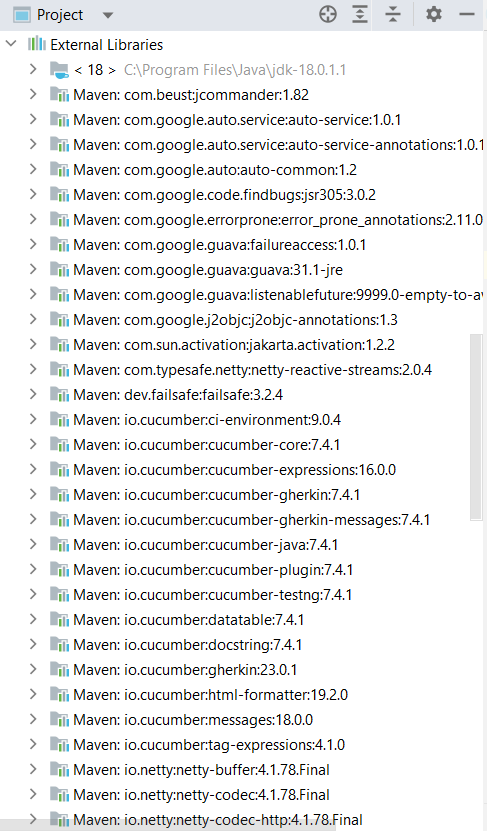 Project
External Libraries
< 18 > C:\Program Files\Java\jdk-18.0.1.1
Maven: com.beust:jcommander:1.82
Maven: com.google.auto.service:auto-service:1.0.1
Maven: com.google.auto.service:auto-service-annotations:1.0.1
Maven: com.google.auto:auto-common:1.2
Maven: com.google.code.findbugs:jsr305:3.0.2
Maven: com.google.errorprone:error_prone_annotations:2.11.0
Maven: com.google.guava:failureaccess:1.0.1
Maven: com.google.guava:guava:31.1-jre
Maven: com.google.guava:listenablefuture:9999.0-empty-to-av
Maven: com.google.j2objc:j2objc-annotations:1.3
Maven: com.sun.activation:jakarta.activation:1.2.2
Maven: com.typesafe.netty:netty-reactive-streams:2.0.4
Maven: dev.failsafe:failsafe:3.2.4
Maven: io.cucumber:ci-environment:9.0.4
Maven: io.cucumber:cucumber-core:7.4.1
Maven: io.cucumber:cucumber-expressions:16.0.0
Maven: io.cucumber:cucumber-gherkin:7.4.1
Maven: io.cucumber:cucumber-gherkin-messages:7.4.1
Maven: io.cucumber:cucumber-java:7.4.1
Maven: io.cucumber:cucumber-plugin:7.4.1
Maven: io.cucumber:cucumber-testng:7.4.1
Maven: io.cucumber:datatable:7.4.1
Maven: io.cucumber:docstring:7.4.1
Maven: io.cucumber:gherkin:23.0.1
Maven: io.cucumber:html-formatter:19.2.0
Maven: io.cucumber:messages:18.0.0
Maven: io.cucumber:tag-expressions:4.1.0
Maven: io.netty:netty-buffer:4.1.78.Final
Maven: io.netty:netty-codec:4.1.78.Final
Maven: io.netty:netty-codec-http:4.1.78.Final